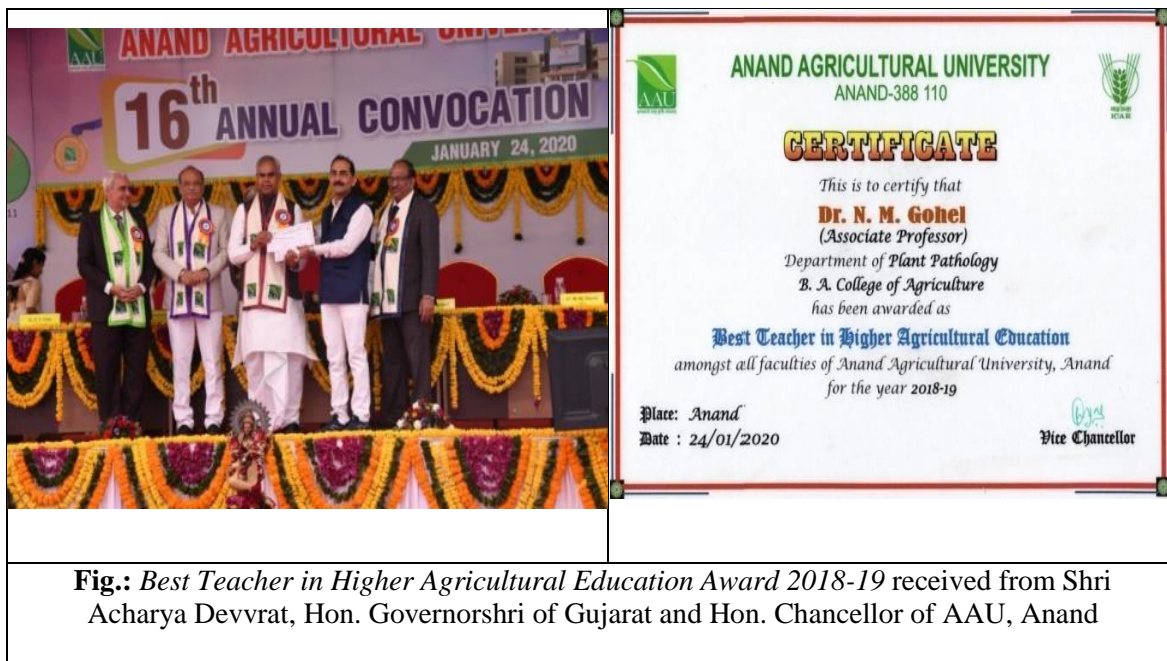 ANAND AGRICULTURAL
16th ANNUAL CONVOCATION
JANUARY 24, 2020
AAU
ANAND AGRICULTURAL UNIVERSITY
ANAND-388 110
AAU
ICAR
CERTIFICATE
This is to certify that
Dr. N. M. Gohel
(Associate Professor)
Department of Plant Pathology
B. A. College of Agriculture
has been awarded as
Best Teacher in Higher Agricultural Education
amongst all faculties of Anand Agricultural University, Anand
for the year 2018-19
Place: Anand
Date : 24/01/2020
Vice Chancellor
Fig.: Best Teacher in Higher Agricultural Education Award 2018-19 received from Shri
Acharya Devvrat, Hon. Governorshri of Gujarat and Hon. Chancellor of AAU, Anand